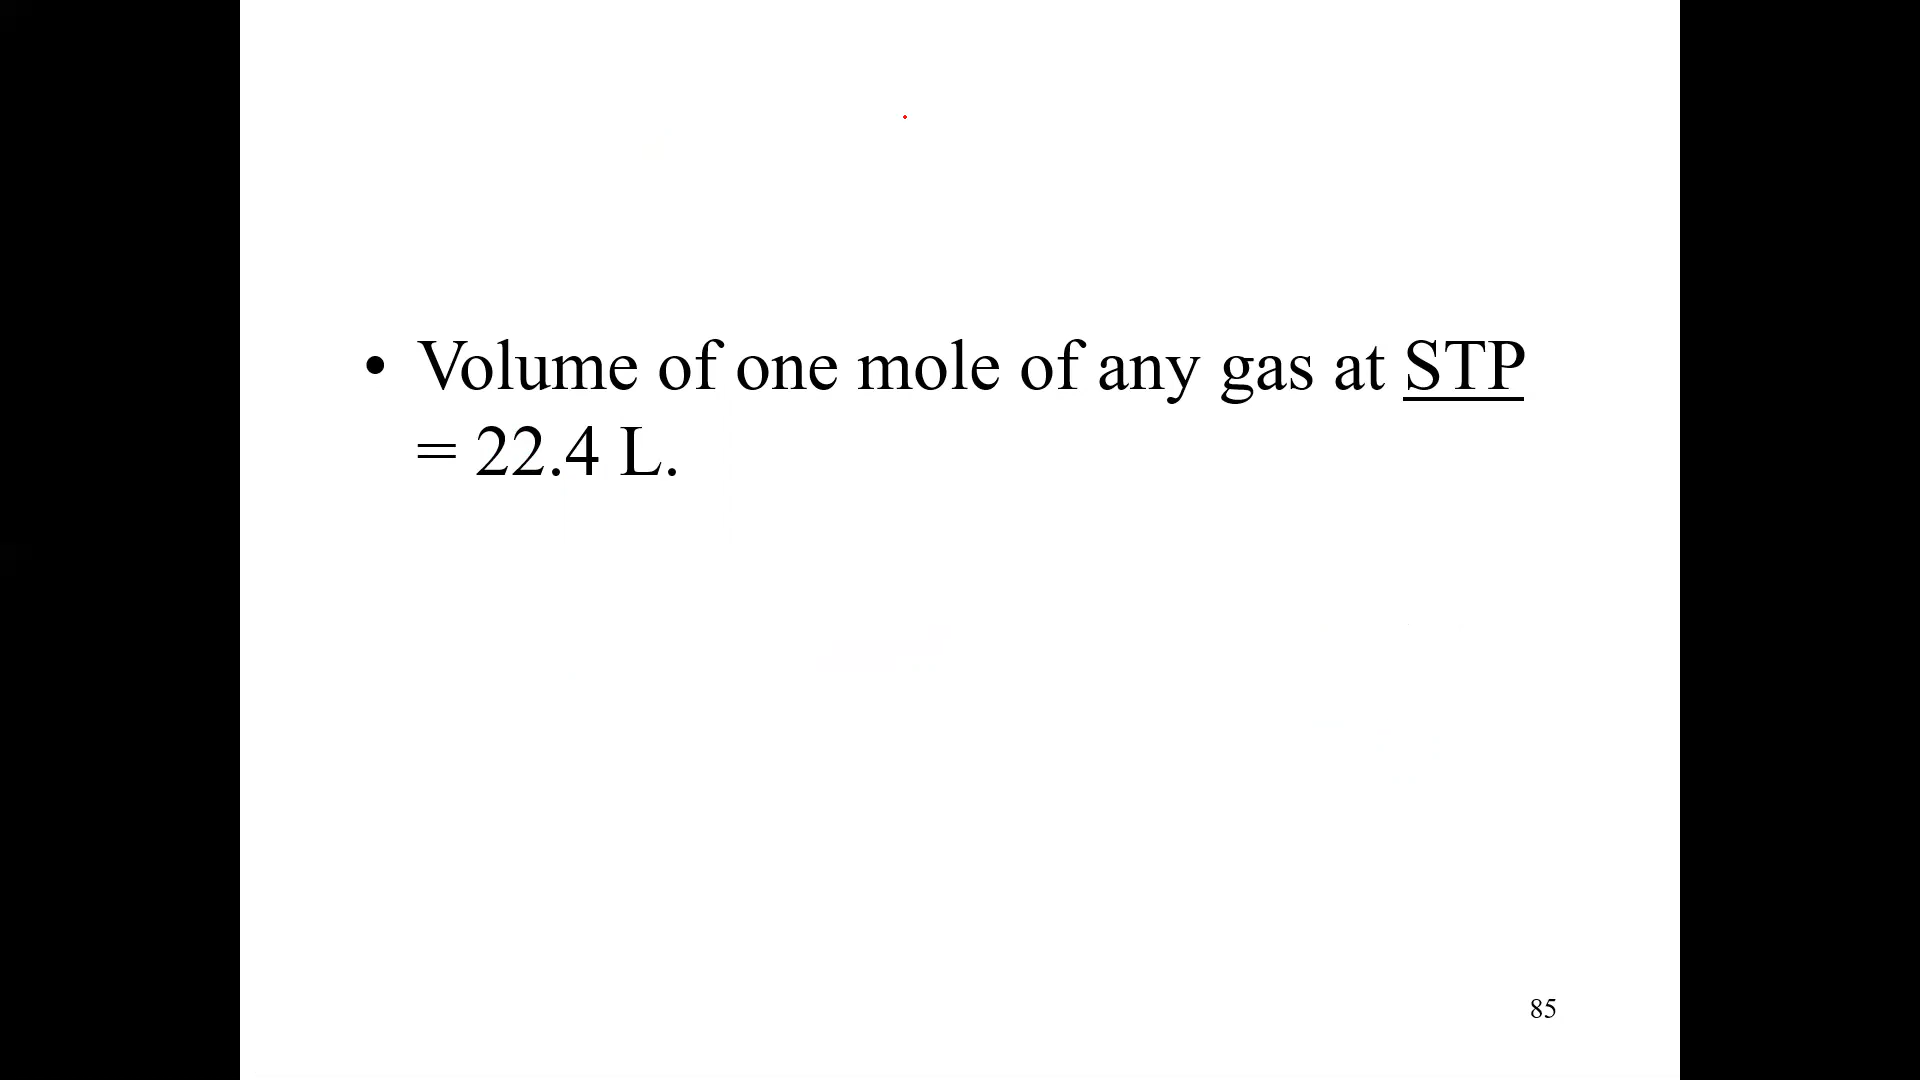 • Volume of one mole of any gas at STP
= 22.4 L.
85